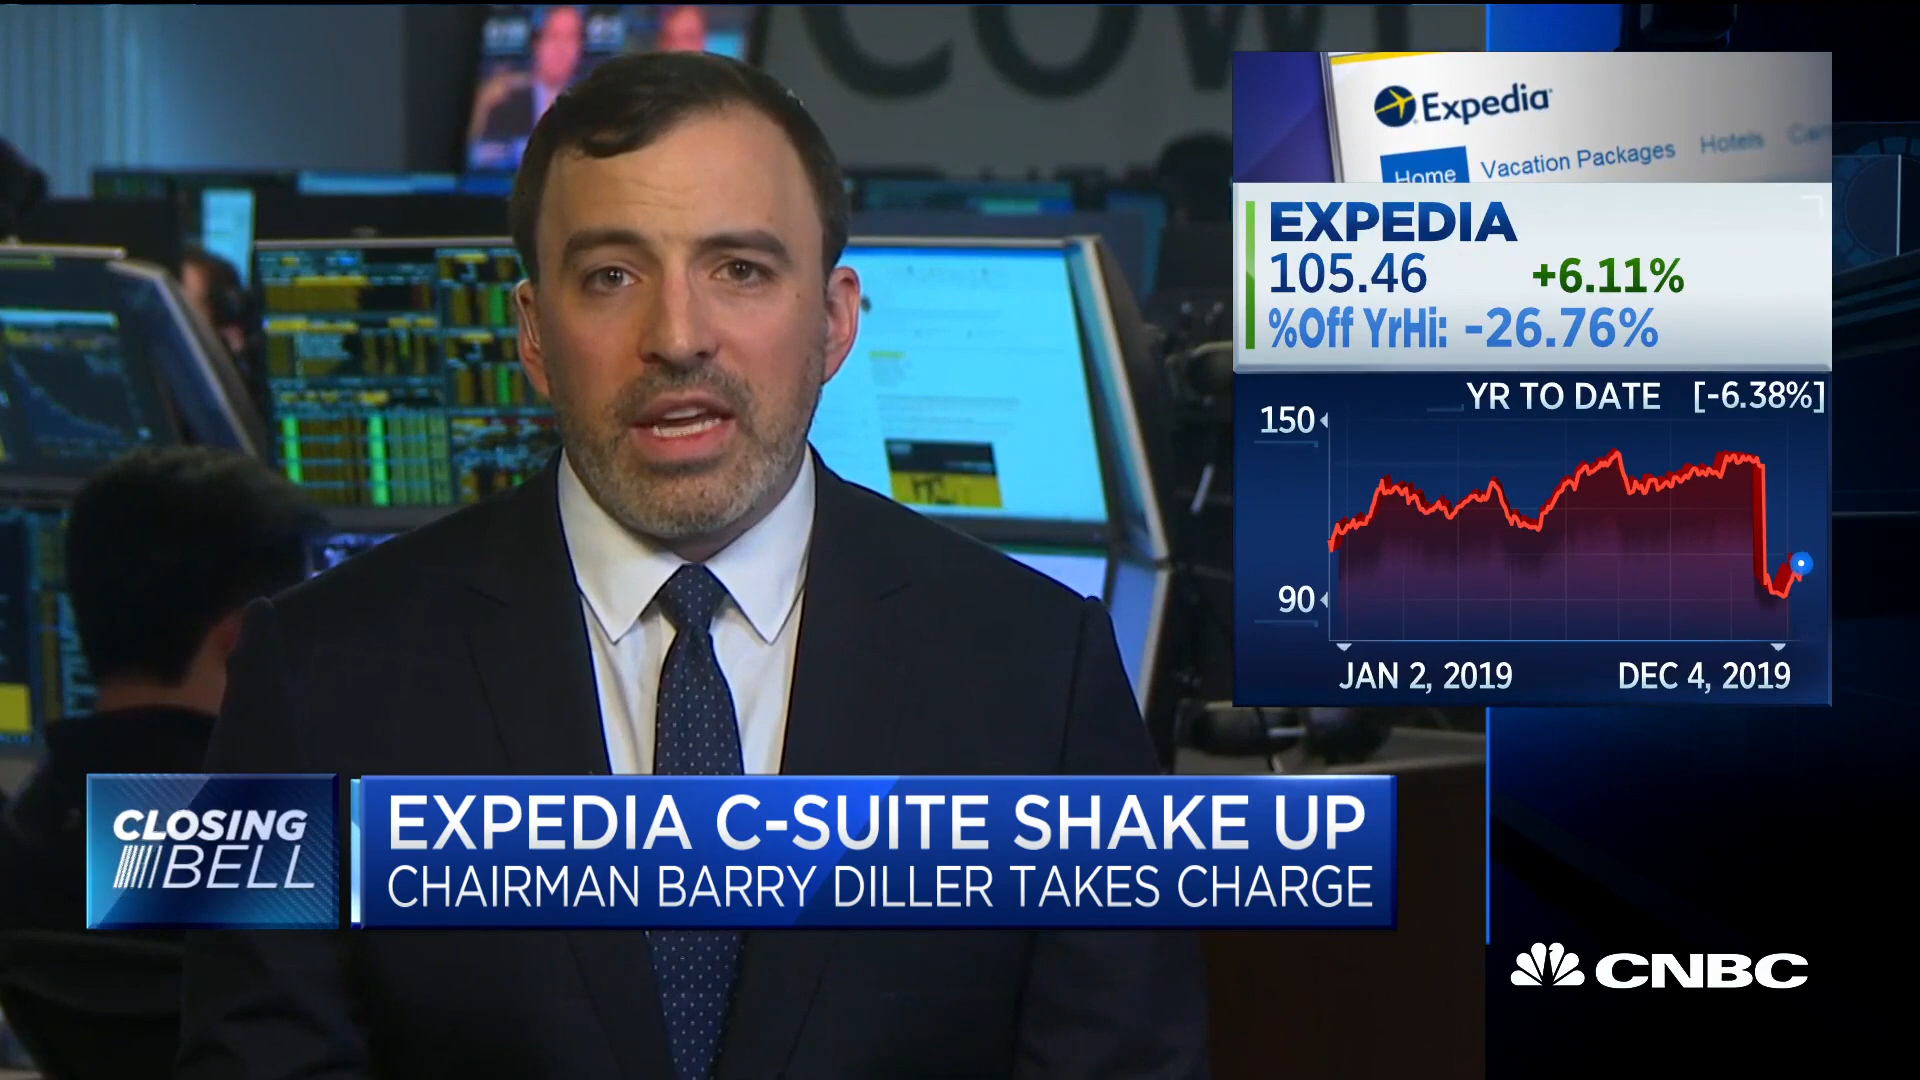 Expedia
Home Vacation Packages Hotels
EXPEDIA
105.46 +6.11%
%Off YrHi: -26.76%
YR TO DATE [-6.38%]
150
90
JAN 2, 2019 DEC 4, 2019
CLOSING
BELL
EXPEDIA C-SUITE SHAKE UP
CHAIRMAN BARRY DILLER TAKES CHARGE
CNBC